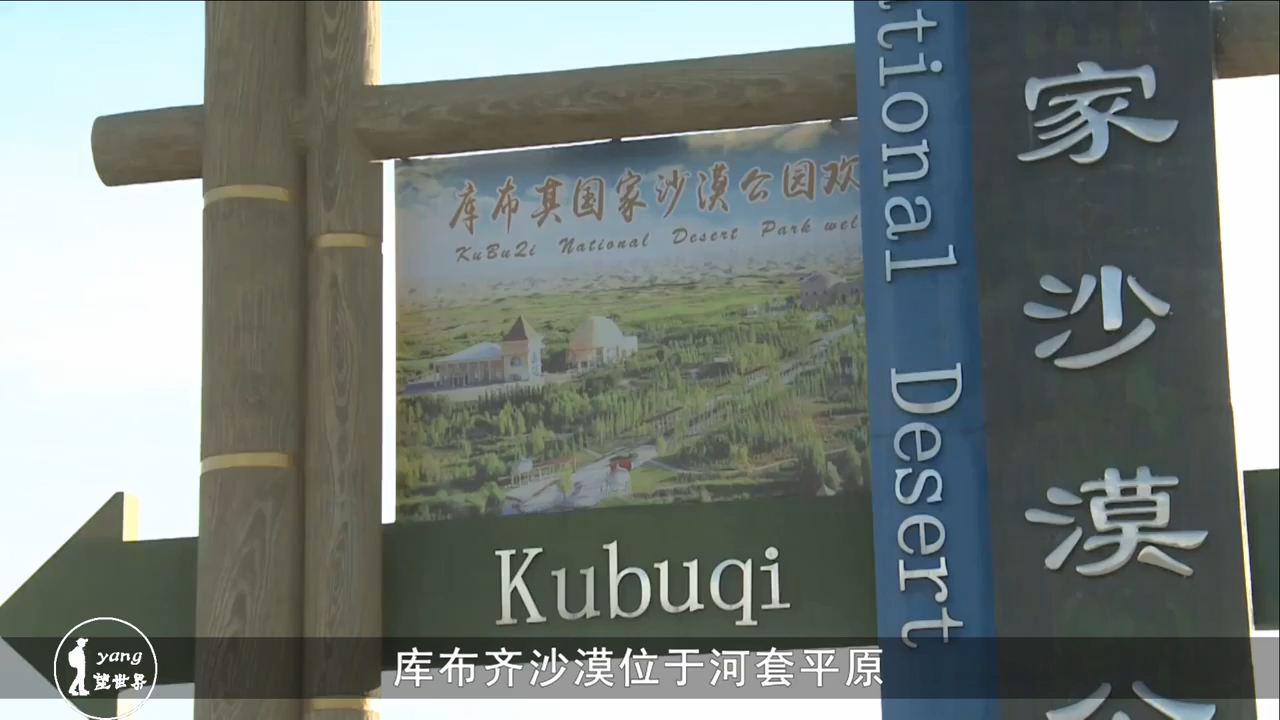 库布其国家沙漠公园欢
KuBuQi National Desert Park wel
Kubuqi
tional Desert
家沙漠公
库布齐沙漠位于河套平原
yang
望世界